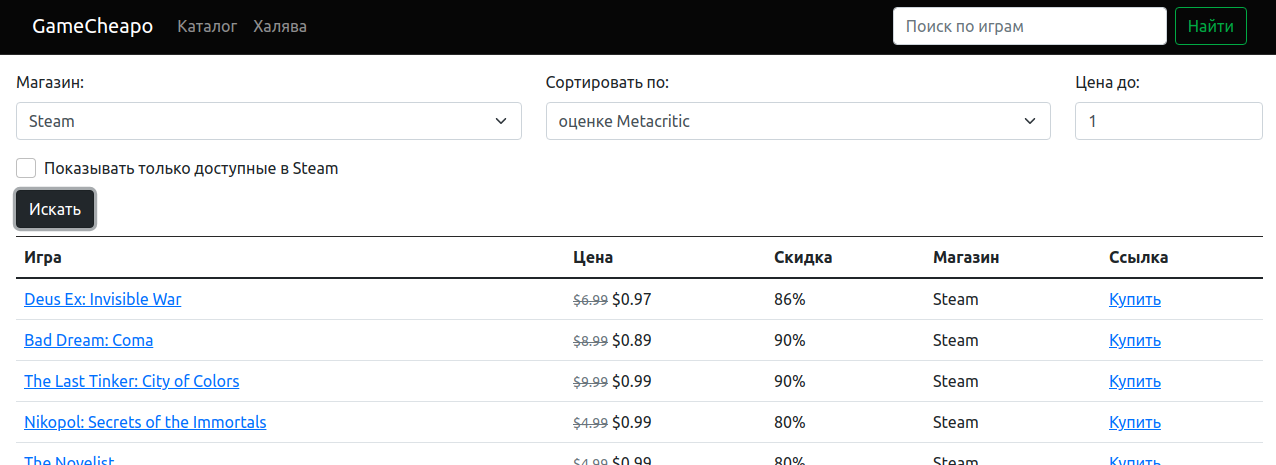 GameCheapo Каталог Халява Поиск по играм Найти
Магазин: Сортировать по: Цена до:
Steam оценке Metacritic 1
Показывать только доступные в Steam
Искать
Игра Цена Скидка Магазин Ссылка
Deus Ex: Invisible War $6.99 $0.97 86% Steam Купить
Bad Dream: Coma $8.99 $0.89 90% Steam Купить
The Last Tinker: City of Colors $9.99 $0.99 90% Steam Купить
Nikopol: Secrets of the Immortals $4.99 $0.99 80% Steam Купить
The Novelist $4.99 $0.99 80% Steam Купить